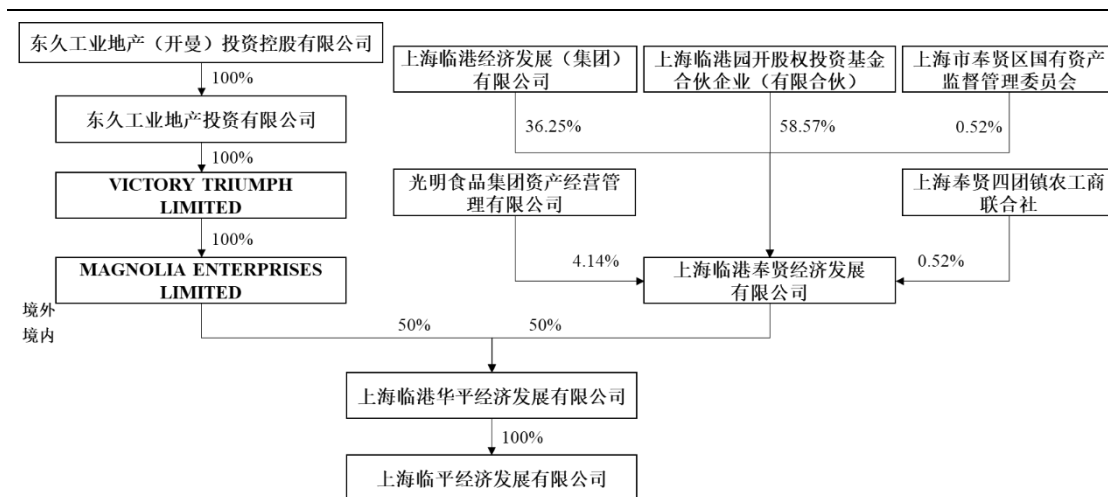 东久工业地产（开曼）投资控股有限公司
100%
东久工业地产投资有限公司
100%
VICTORY TRIUMPH
LIMITED
100%
MAGNOLIA ENTERPRISES
LIMITED
境外
境内
上海临港经济发展（集团）
有限公司
上海临港园开股权投资基金
合伙企业（有限合伙）
上海市奉贤区国有资产
监督管理委员会
36.25%
58.57%
0.52%
光明食品集团资产经营管
理有限公司
上海奉贤四团镇农工商
联合社
4.14%
上海临港奉贤经济发展
有限公司
0.52%
50%
50%
上海临港华平经济发展有限公司
100%
上海临平经济发展有限公司